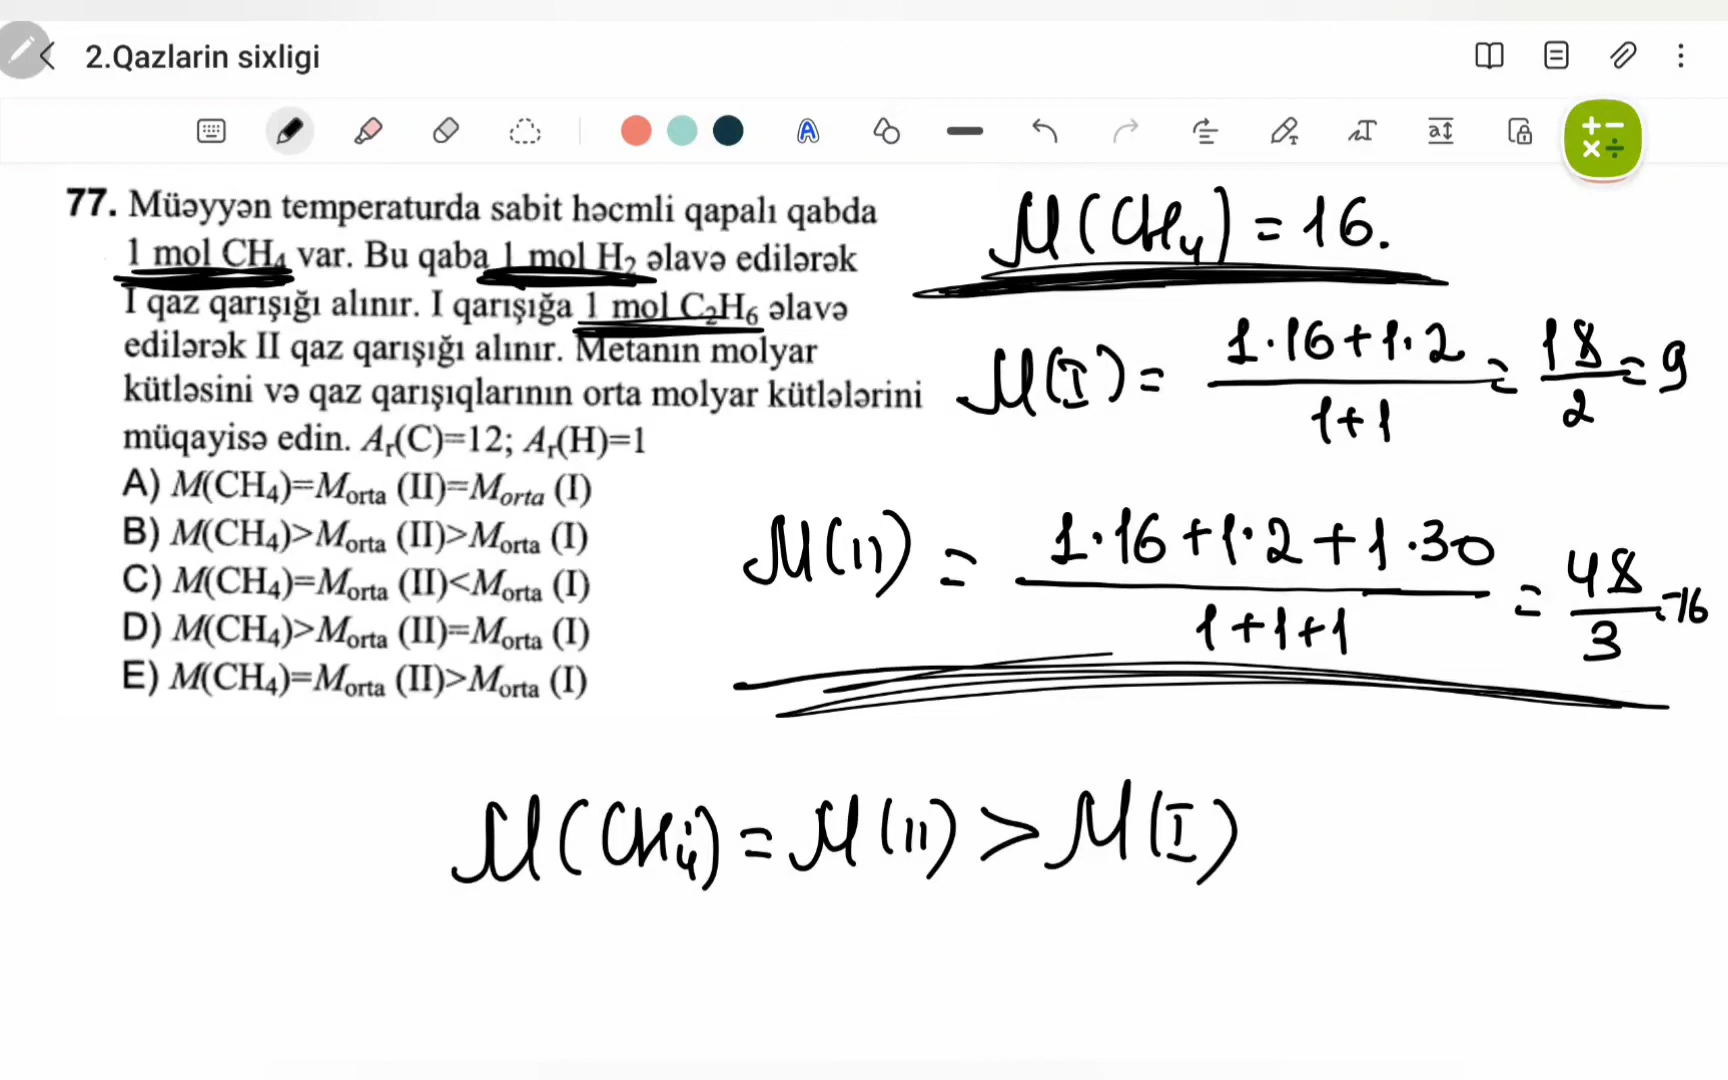 2.Qazlarin sixligi
77. Müəyyən temperaturda sabit həcmli qapalı qabda
1 mol CH₄ var. Bu qaba 1 mol H₂ əlavə edilərək
I qaz qarışığı alınır. I qarışığa 1 mol C₂H₆ əlavə
edilərək II qaz qarışığı alınır. Metanın molyar
kütləsini və qaz qarışıqlarının orta molyar kütlələrini
müqayisə edin. Aᵣ(C)=12; Aᵣ(H)=1
A) M(CH₄)=Morta (II)=Morta (I)
B) M(CH₄)>Morta (II)>Morta (I)
C) M(CH₄)=Morta (II)<Morta (I)
D) M(CH₄)>Morta (II)=Morta (I)
E) M(CH₄)=Morta (II)>Morta (I)
M(CH₄)=16.
M(I)= 1·16+1·2 / 1+1 = 18/2 = 9
M(II) = 1·16+1·2+1·30 / 1+1+1 = 48/3 = 16
M(CH₄)=M(II)>M(I)